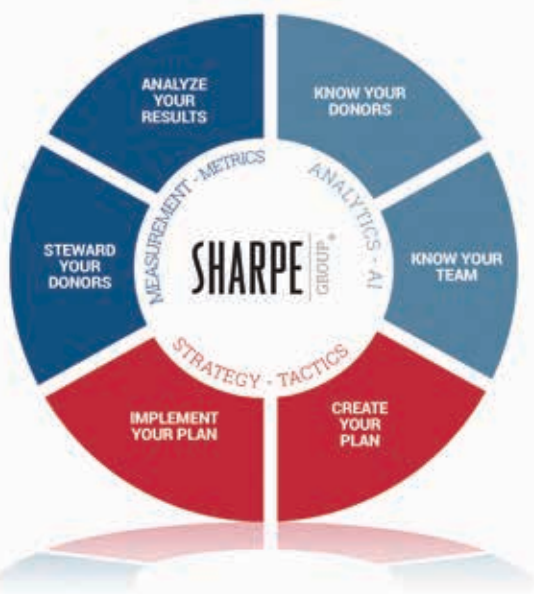 ANALYZE
YOUR
RESULTS
KNOW YOUR
DONORS
MEASUREMENT - METRICS
ANALYTICS - AI
STEWARD
YOUR
DONORS
SHARPE
GROUP®
KNOW YOUR
TEAM
STRATEGY - TACTICS
IMPLEMENT
YOUR PLAN
CREATE
YOUR
PLAN